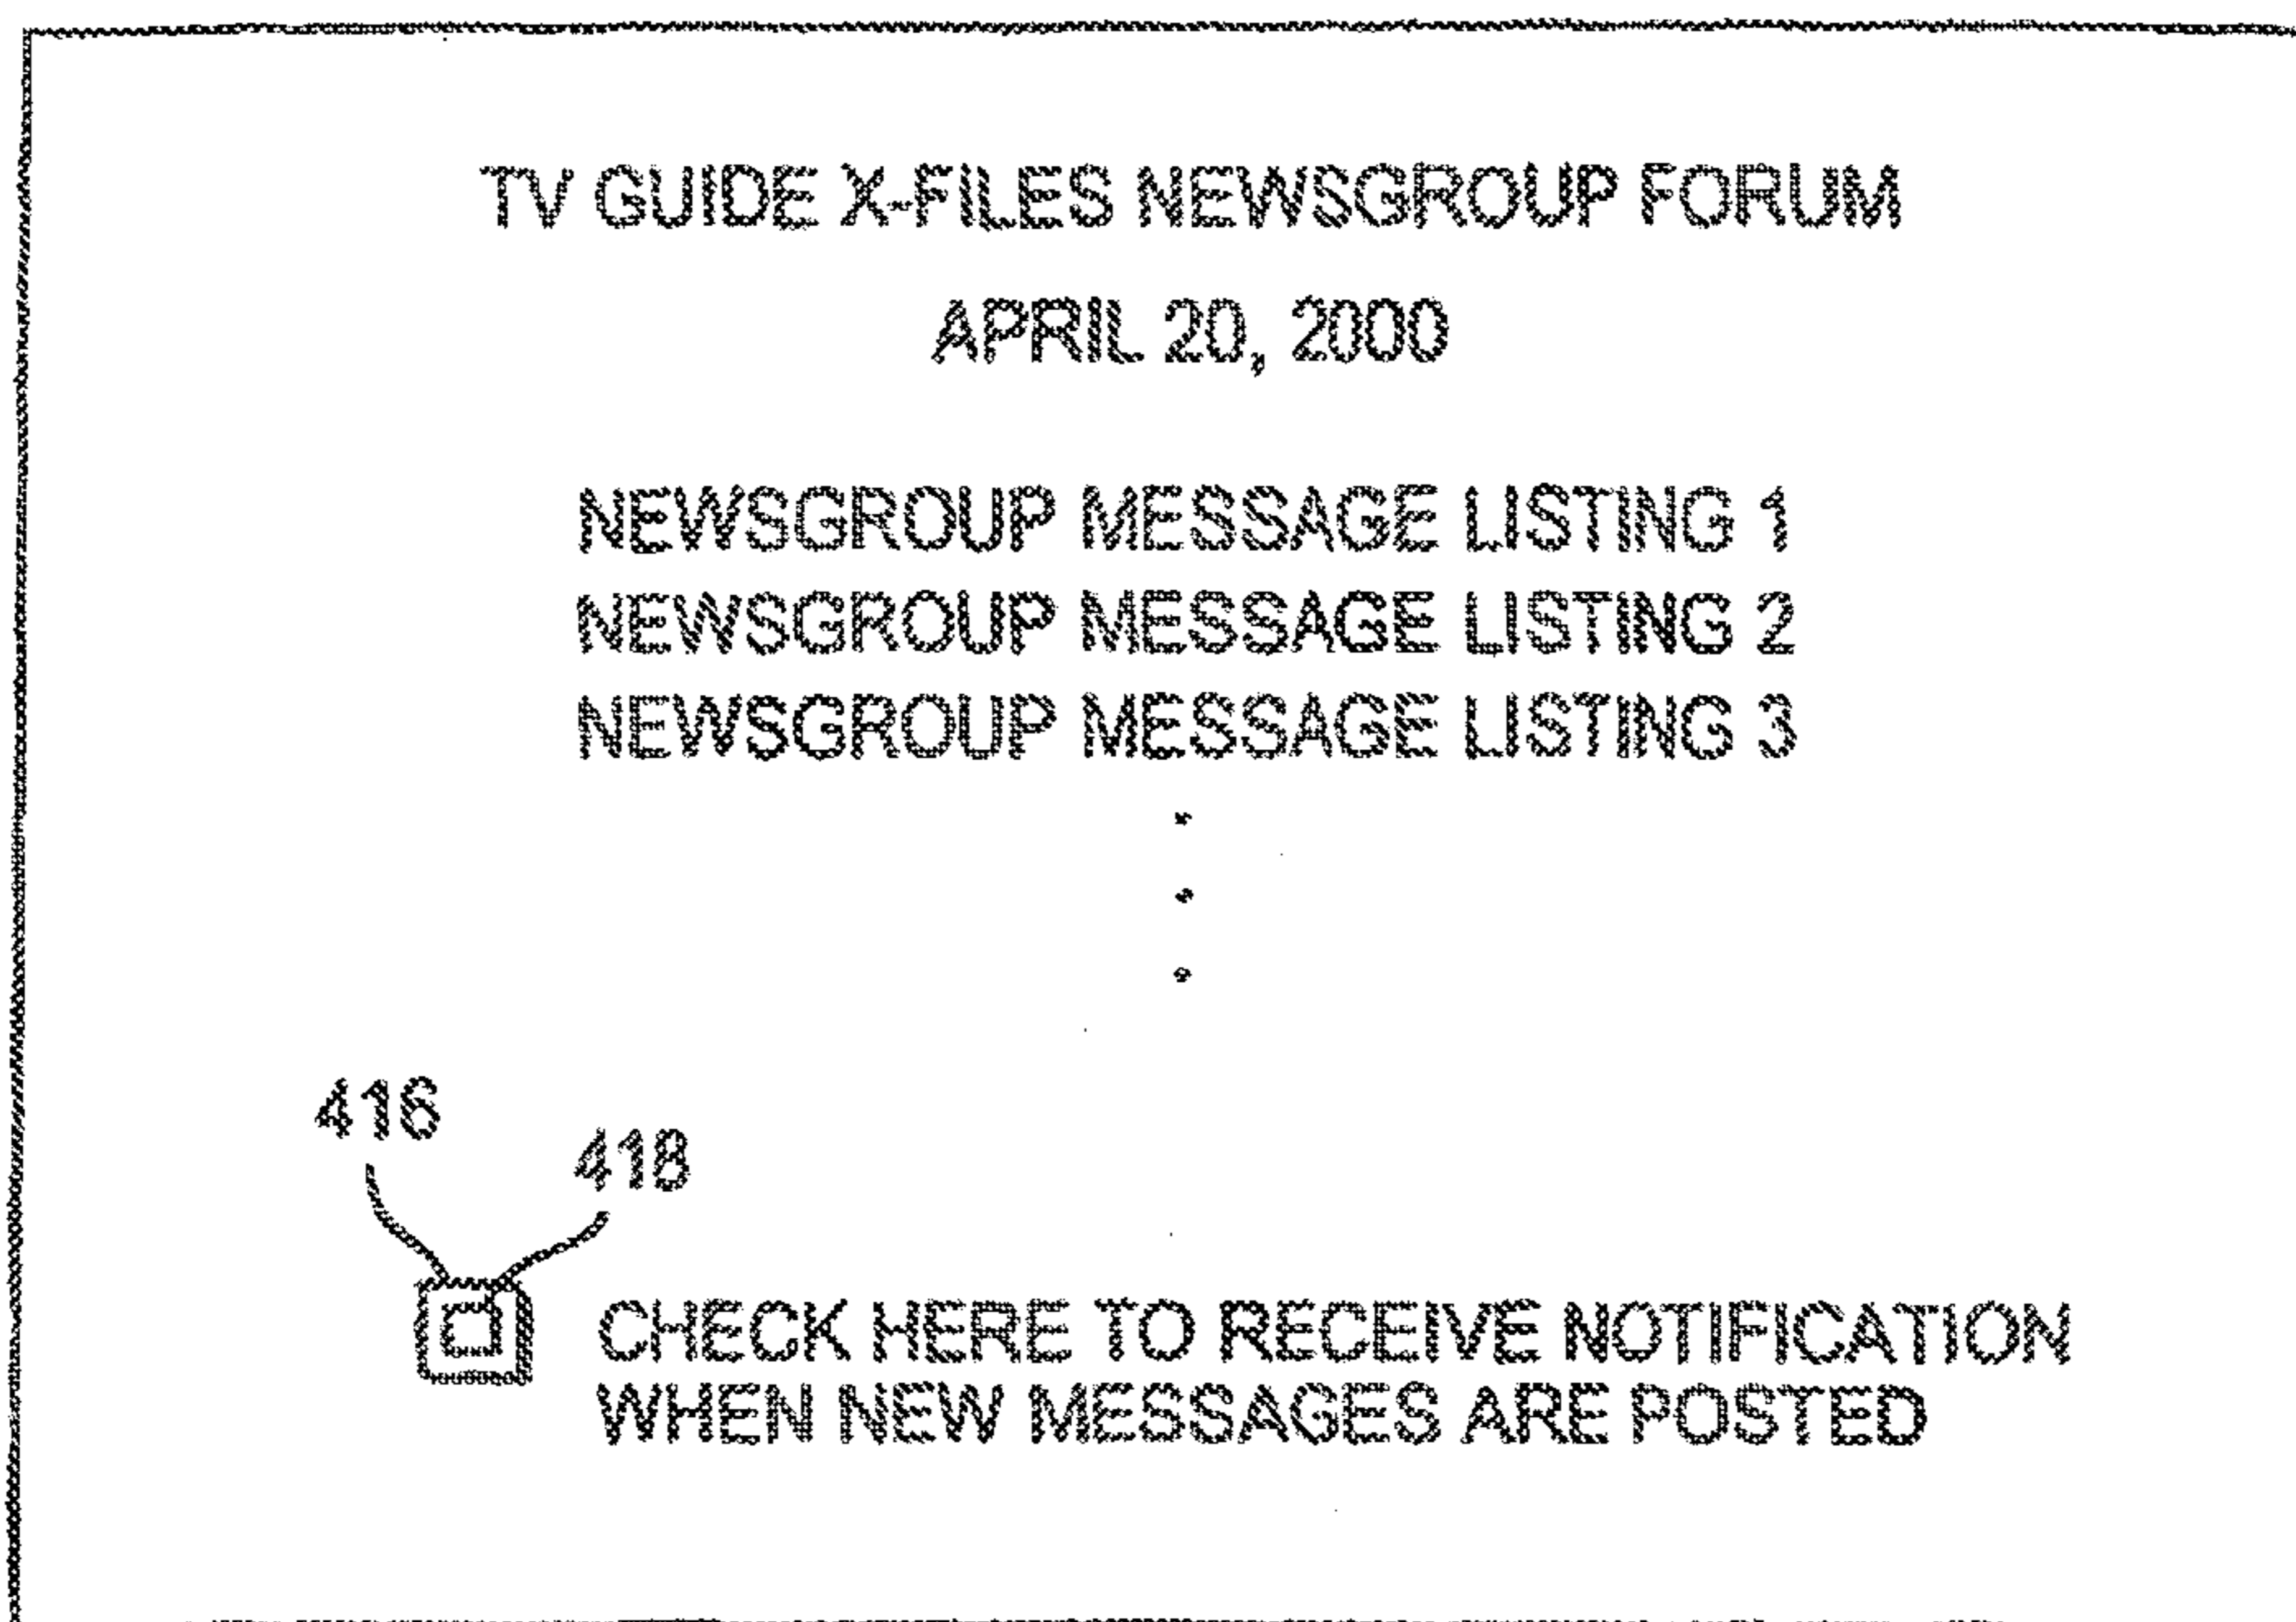 TV GUIDE X-FILES NEWSGROUP FORUM
APRIL 20, 2000
NEWSGROUP MESSAGE LISTING 1
NEWSGROUP MESSAGE LISTING 2
NEWSGROUP MESSAGE LISTING 3
416
418
CHECK HERE TO RECEIVE NOTIFICATION
WHEN NEW MESSAGES ARE POSTED